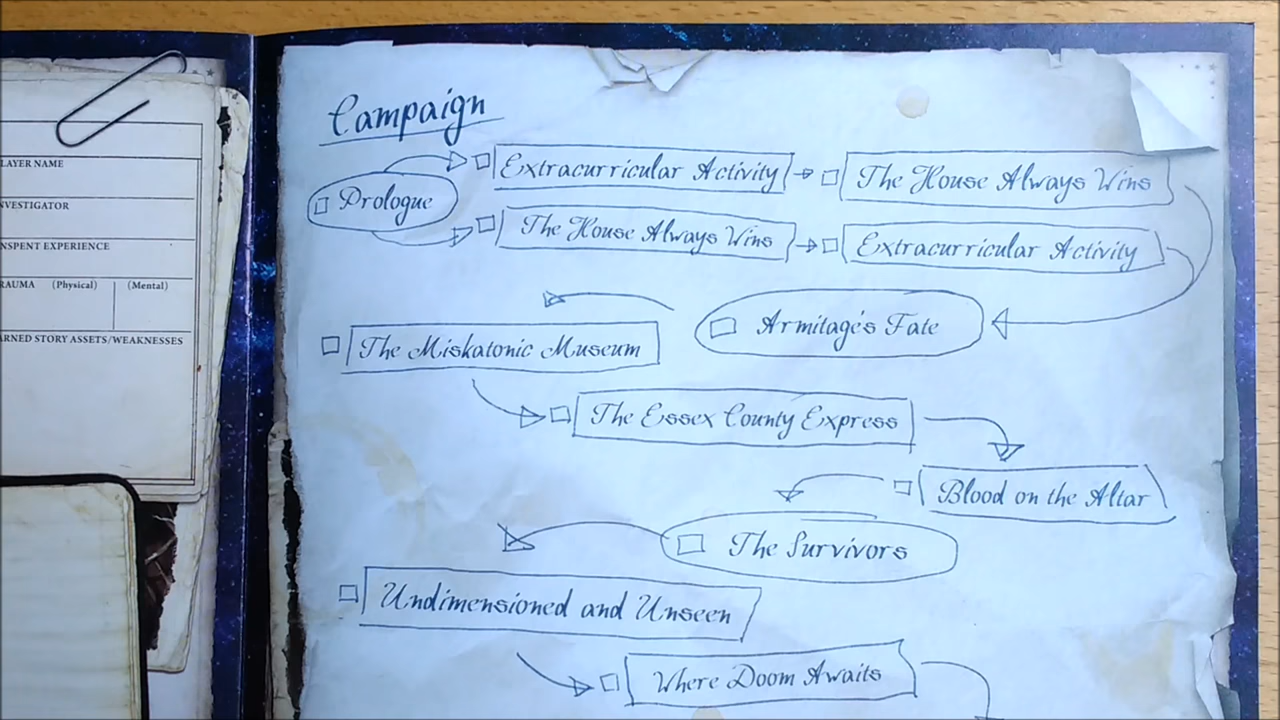 LAYER NAME
NVESTIGATOR
NSPENT EXPERIENCE
RAUMA (Physical) (Mental)
ARNED STORY ASSETS/WEAKNESSES
Campaign
Prologue
Extracurricular Activity
The House Always Wins
The House Always Wins
Extracurricular Activity
Armitage's Fate
The Miskatonic Museum
The Essex County Express
Blood on the Altar
The Survivors
Undimensioned and Unseen
Where Doom Awaits